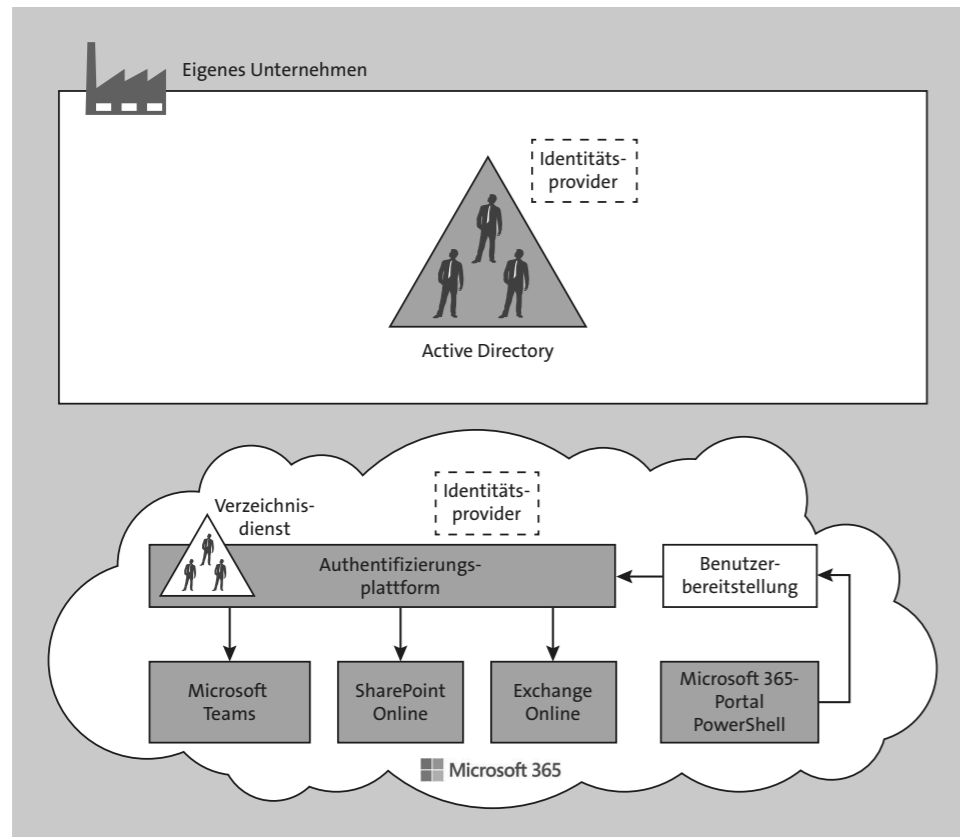 Eigenes Unternehmen
Identitäts-
provider
Active Directory
Verzeichnis-
dienst
Identitäts-
provider
Authentifizierungs-
plattform
Benutzer-
bereitstellung
Microsoft
Teams
SharePoint
Online
Exchange
Online
Microsoft 365-
Portal
PowerShell
Microsoft 365